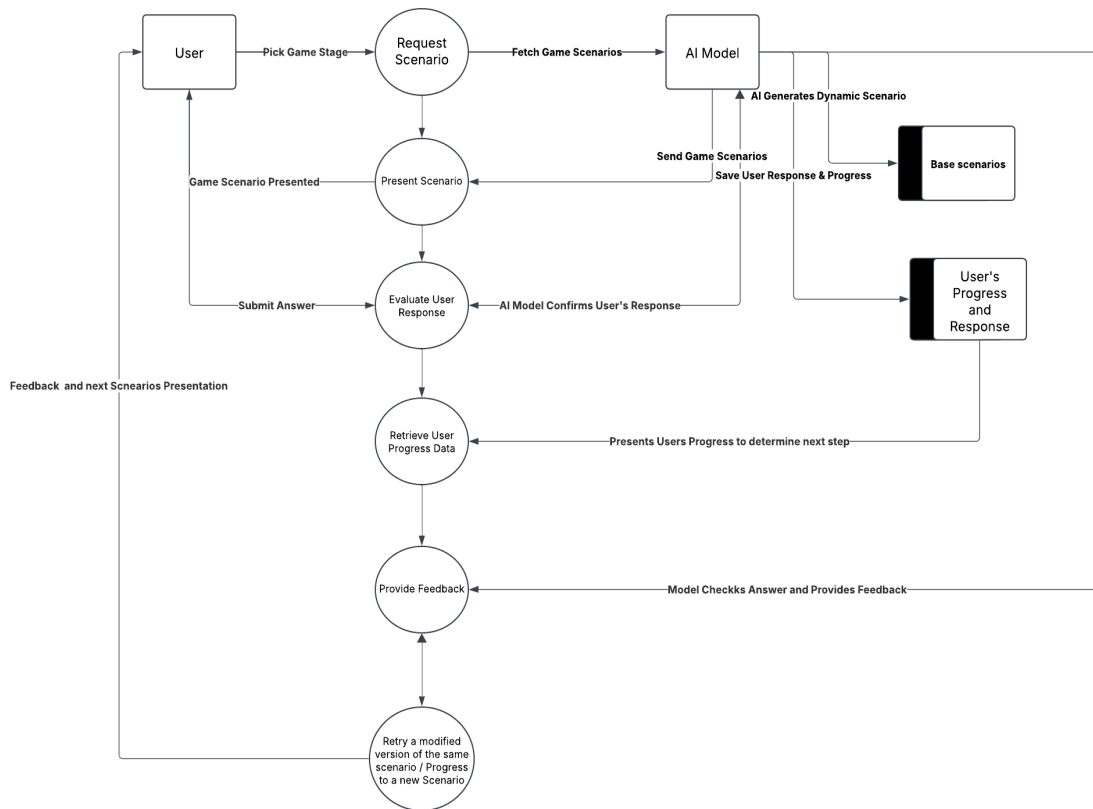 User
Pick Game Stage
Request
Scenario
Fetch Game Scenarios
AI Model
AI Generates Dynamic Scenario
Base scenarios
Send Game Scenarios
Save User Response & Progress
Game Scenario Presented
Present Scenario
User's
Progress
and
Response
Submit Answer
Evaluate User
Response
AI Model Confirms User's Response
Feedback and next Scnearios Presentation
Retrieve User
Progress Data
Presents Users Progress to determine next step
Provide Feedback
Model Checkks Answer and Provides Feedback
Retry a modified
version of the same
scenario / Progress
to a new Scenario